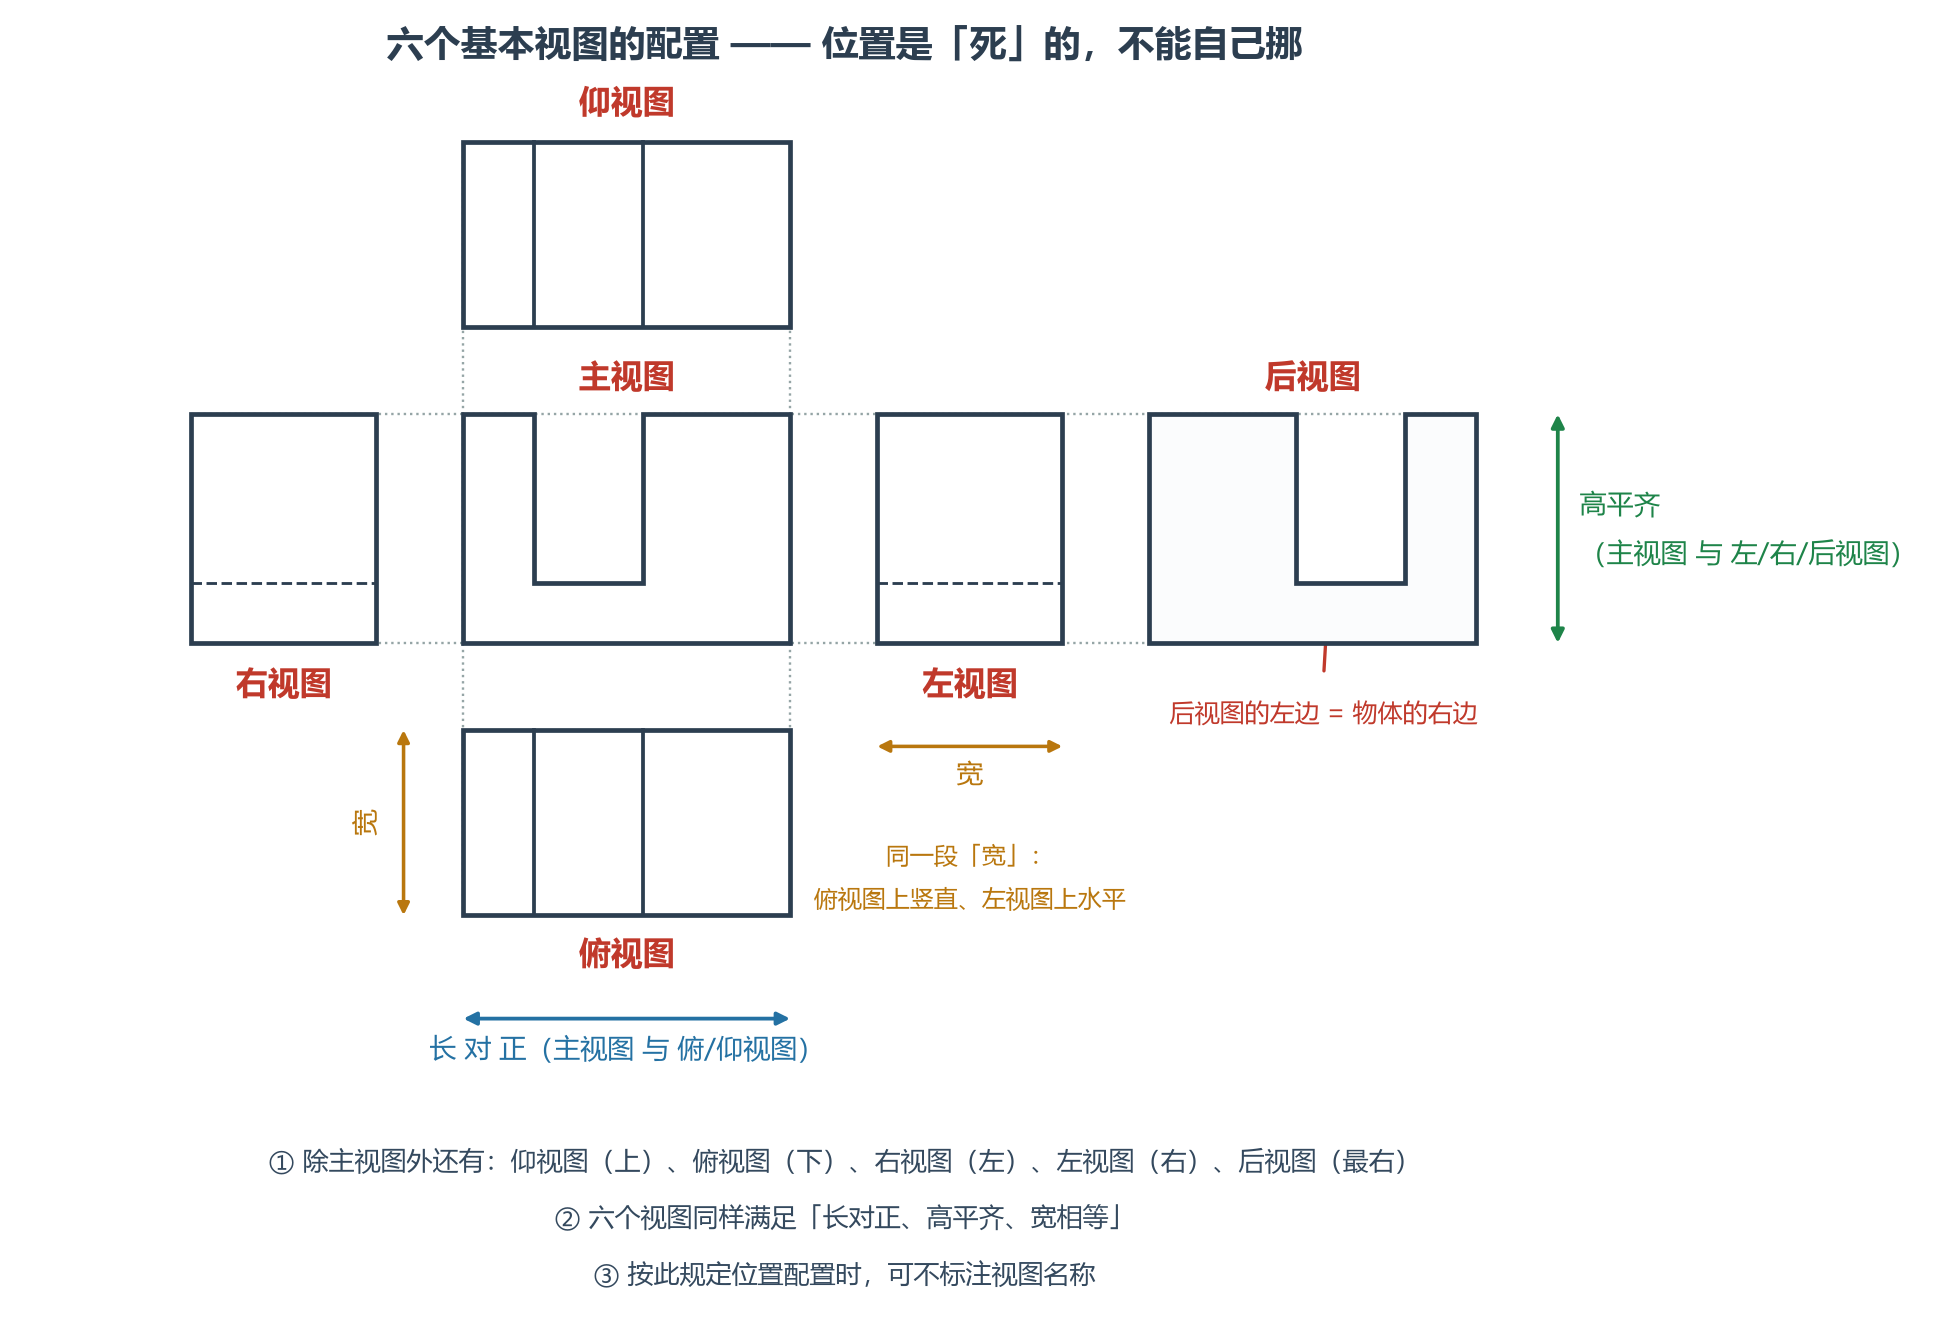 六个基本视图的配置 —— 位置是「死」的，不能自己挪
仰视图
主视图
后视图
高平齐
（主视图 与 左/右/后视图）
右视图
左视图
后视图的左边 = 物体的右边
宽
宽
同一段「宽」：
俯视图上竖直、左视图上水平
俯视图
长 对 正（主视图 与 俯/仰视图）
① 除主视图外还有：仰视图（上）、俯视图（下）、右视图（左）、左视图（右）、后视图（最右）
② 六个视图同样满足「长对正、高平齐、宽相等」
③ 按此规定位置配置时，可不标注视图名称